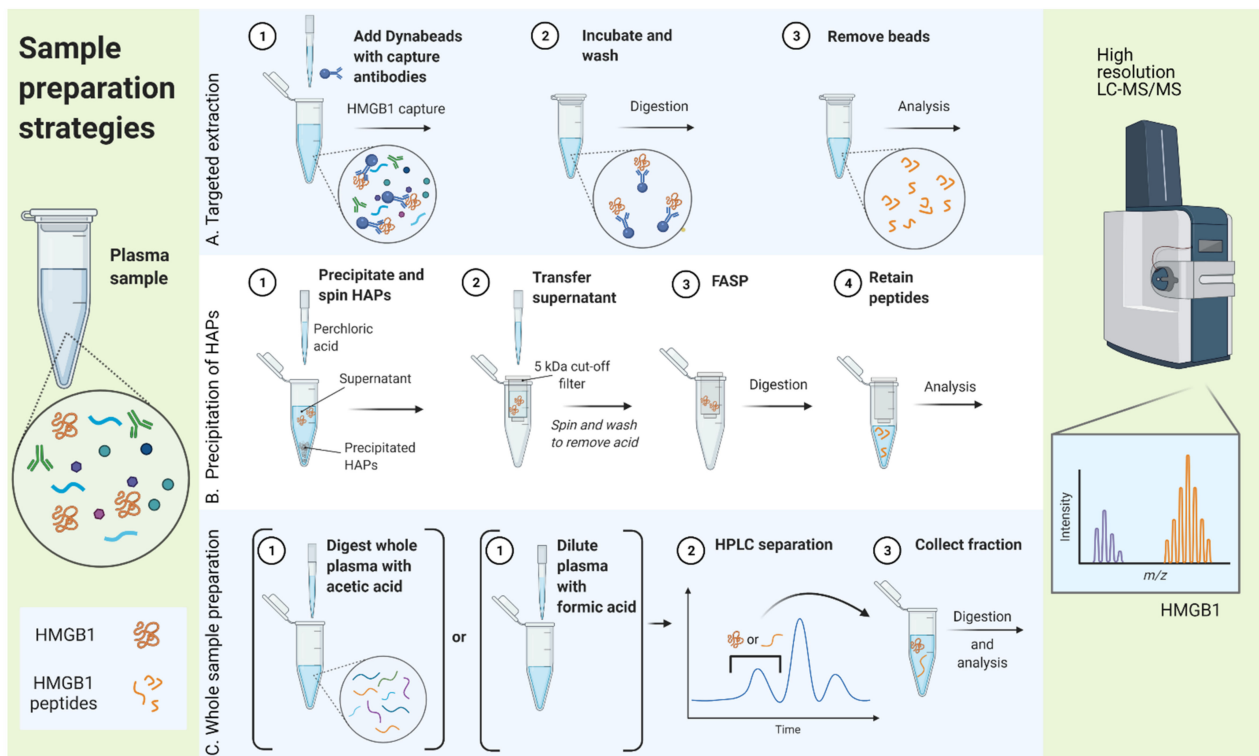 Sample
preparation
strategies
Plasma
sample
HMGB1
HMGB1
peptides
A. Targeted extraction
1
Add Dynabeads
with capture
antibodies
HMGB1 capture
2
Incubate and
wash
Digestion
3
Remove beads
Analysis
B. Precipitation of HAPs
1
Precipitate and
spin HAPs
Perchloric
acid
Supernatant
Precipitated
HAPs
2
Transfer
supernatant
5 kDa cut-off
filter
Spin and wash
to remove acid
3
FASP
Digestion
4
Retain
peptides
Analysis
C. Whole sample preparation
1
Digest whole
plasma with
acetic acid
or
1
Dilute
plasma
with
formic acid
2
HPLC separation
or
Time
3
Collect fraction
Digestion
and
analysis
High
resolution
LC-MS/MS
Intensity
m/z
HMGB1